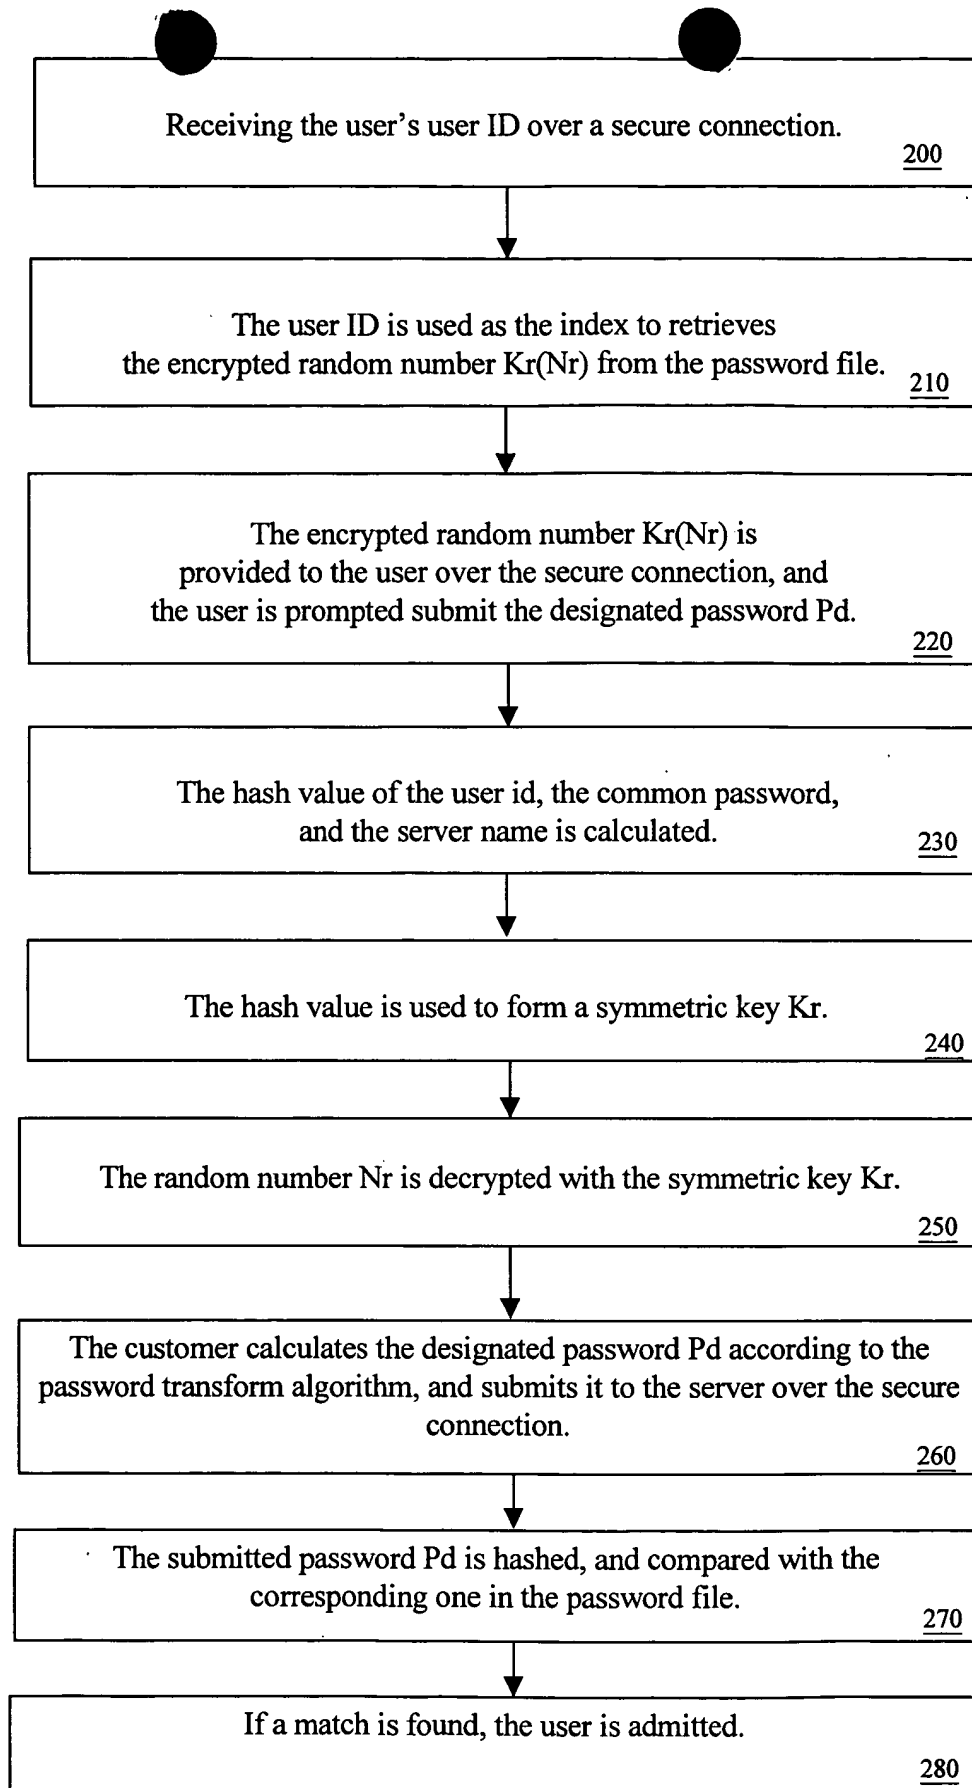 Receiving the user's user ID over a secure connection.
200
The user ID is used as the index to retrieves
the encrypted random number Kr(Nr) from the password file.
210
The encrypted random number Kr(Nr) is
provided to the user over the secure connection, and
the user is prompted submit the designated password Pd.
220
The hash value of the user id, the common password,
and the server name is calculated.
230
The hash value is used to form a symmetric key Kr.
240
The random number Nr is decrypted with the symmetric key Kr.
250
The customer calculates the designated password Pd according to the
password transform algorithm, and submits it to the server over the secure
connection.
260
The submitted password Pd is hashed, and compared with the
corresponding one in the password file.
270
If a match is found, the user is admitted.
280